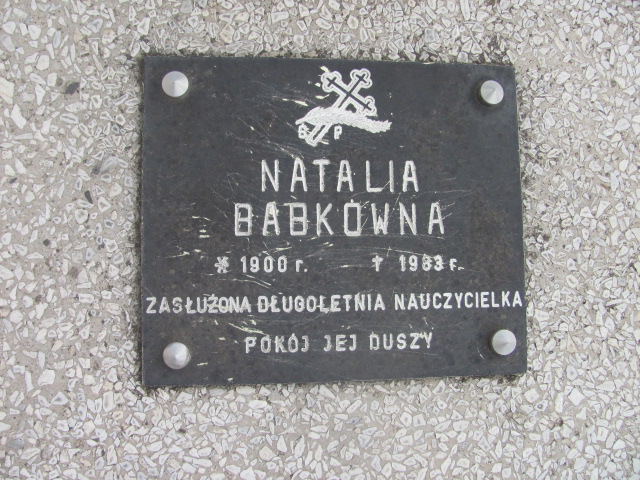 Ś P
NATALIA
BABKÓWNA
* 1900 r. † 1983 r.
ZASŁUŻONA DŁUGOLETNIA NAUCZYCIELKA
POKÓJ JEJ DUSZY